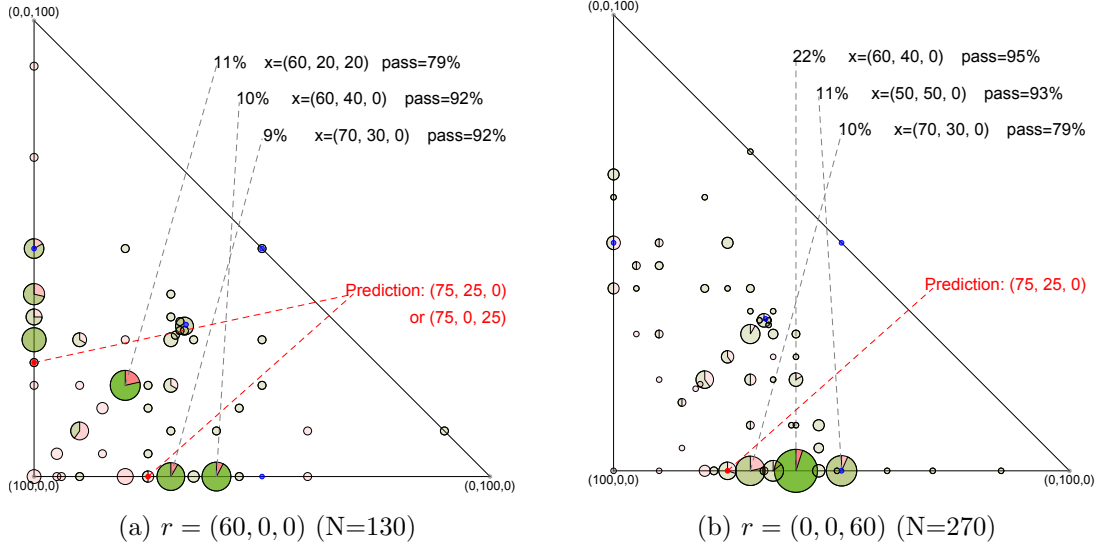 (0,0,100)
11% x=(60, 20, 20) pass=79%
10% x=(60, 40, 0) pass=92%
9% x=(70, 30, 0) pass=92%
Prediction: (75, 25, 0)
or (75, 0, 25)
(100,0,0)
(0,100,0)
(a) r = (60, 0, 0) (N=130)
(0,0,100)
22% x=(60, 40, 0) pass=95%
11% x=(50, 50, 0) pass=93%
10% x=(70, 30, 0) pass=79%
Prediction: (75, 25, 0)
(100,0,0)
(0,100,0)
(b) r = (0, 0, 60) (N=270)